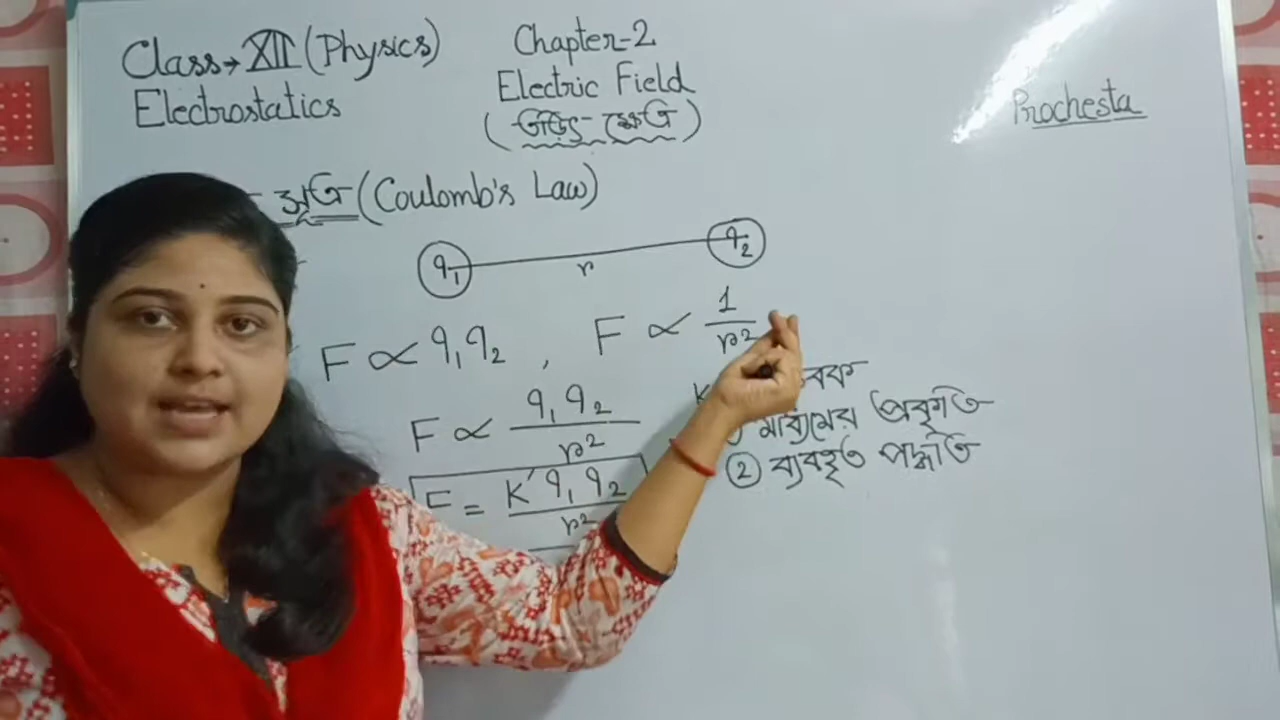 Class→XII (Physics)
Electrostatics
Chapter-2
Electric Field
(তড়িৎ ক্ষেত্র)
Prochesta
সূত্র (Coulomb's Law)
q₁ r q₂
F ∝ q₁q₂ , F ∝ 1/r²
F ∝ q₁q₂/r²
F = K'q₁q₂/r²
K
মাধ্যমের প্রকৃতি
② ব্যবহৃত পদ্ধতি